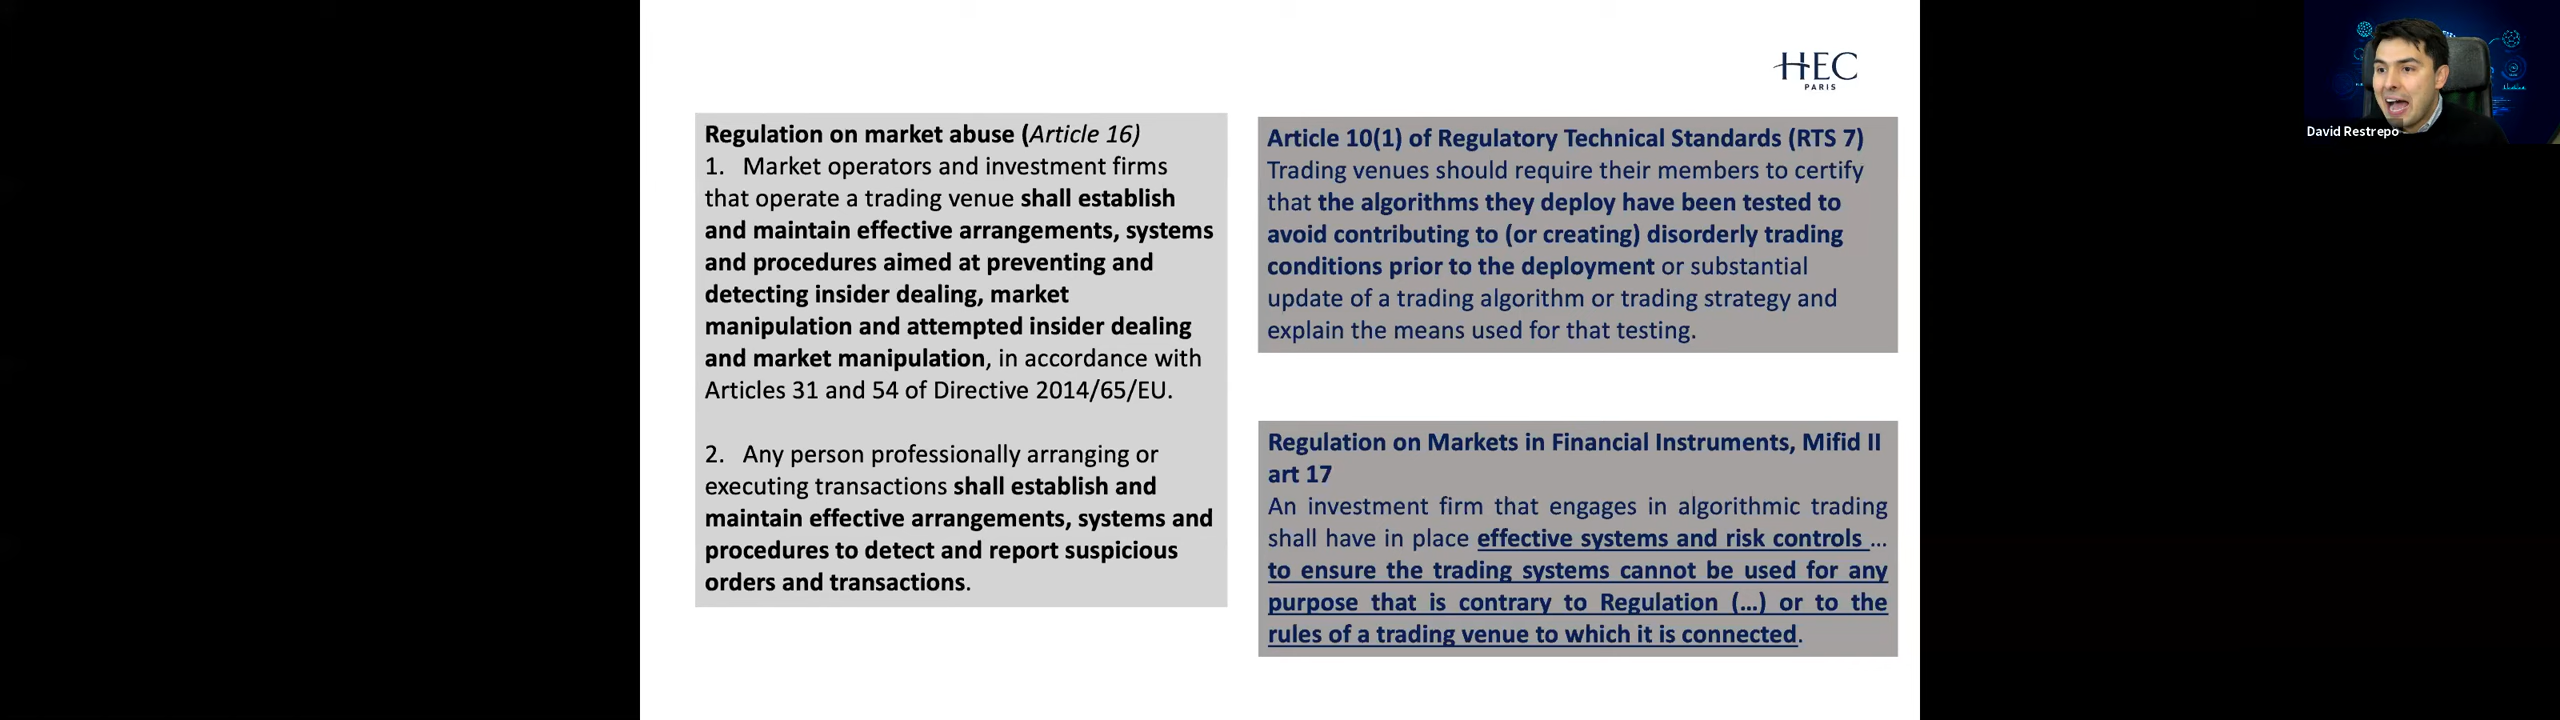 HEC
PARIS
David Restrepo
Regulation on market abuse (Article 16)
1. Market operators and investment firms
that operate a trading venue shall establish
and maintain effective arrangements, systems
and procedures aimed at preventing and
detecting insider dealing, market
manipulation and attempted insider dealing
and market manipulation, in accordance with
Articles 31 and 54 of Directive 2014/65/EU.
2. Any person professionally arranging or
executing transactions shall establish and
maintain effective arrangements, systems and
procedures to detect and report suspicious
orders and transactions.
Article 10(1) of Regulatory Technical Standards (RTS 7)
Trading venues should require their members to certify
that the algorithms they deploy have been tested to
avoid contributing to (or creating) disorderly trading
conditions prior to the deployment or substantial
update of a trading algorithm or trading strategy and
explain the means used for that testing.
Regulation on Markets in Financial Instruments, Mifid II
art 17
An investment firm that engages in algorithmic trading
shall have in place effective systems and risk controls ...
to ensure the trading systems cannot be used for any
purpose that is contrary to Regulation (...) or to the
rules of a trading venue to which it is connected.